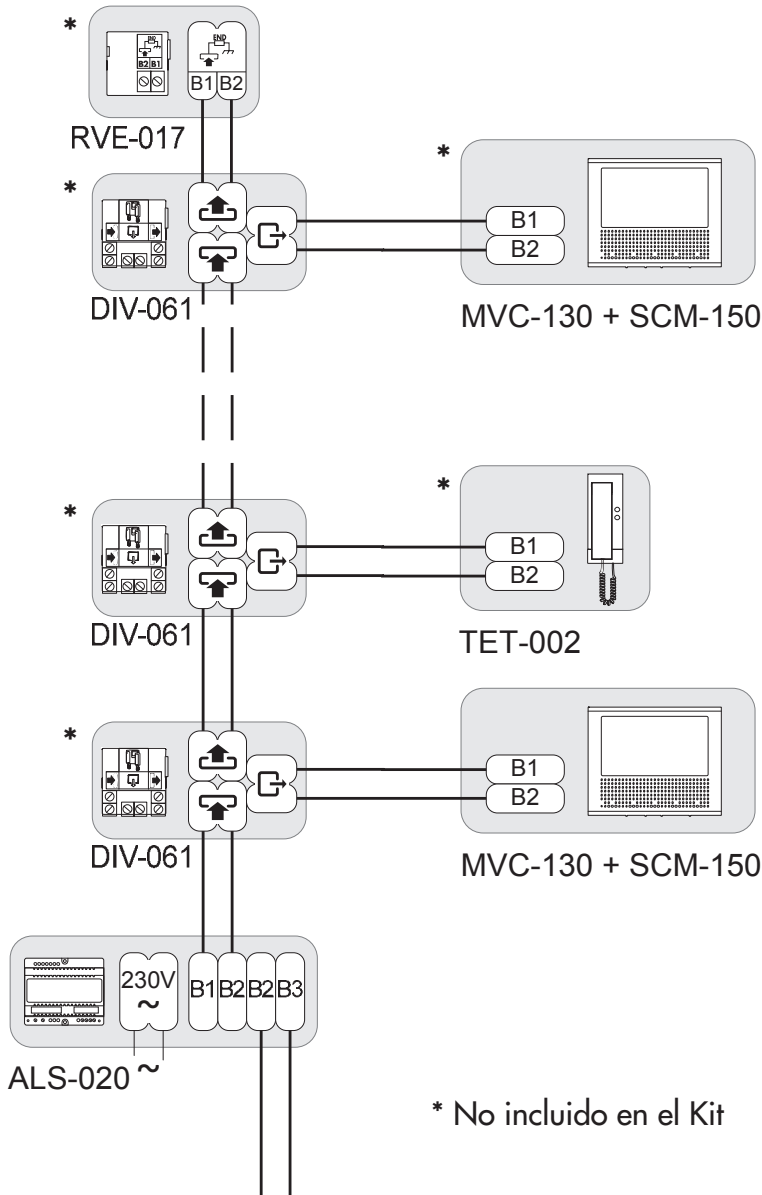 *
END
B2 B1
END
B1 B2
RVE-017
*
DIV-061
*
B1
B2
MVC-130 + SCM-150
*
DIV-061
*
B1
B2
TET-002
*
DIV-061
B1
B2
MVC-130 + SCM-150
230V
~
B1 B2 B2 B3
ALS-020
~
* No incluido en el Kit